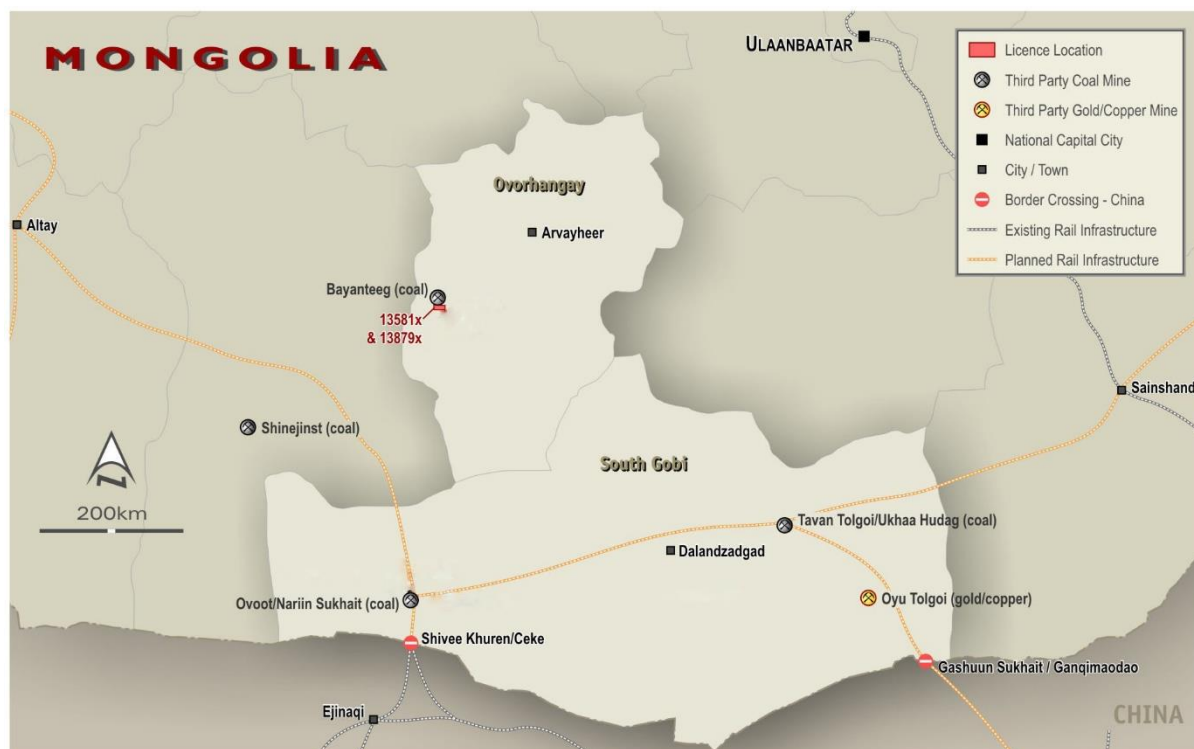 MONGOLIA
ULAANBAATAR
Licence Location
Third Party Coal Mine
Third Party Gold/Copper Mine
National Capital City
City / Town
Border Crossing - China
Existing Rail Infrastructure
Planned Rail Infrastructure
Ovorhangay
Altay
Arvayheer
Bayanteeg (coal)
13581x
& 13879x
Sainshand
Shinejinst (coal)
South Gobi
N
200km
Tavan Tolgoi/Ukhaa Hudag (coal)
Dalandzadgad
Ovoot/Nariin Sukhait (coal)
Oyu Tolgoi (gold/copper)
Shivee Khuren/Ceke
Gashuun Sukhait / Ganqimaodao
Ejinaqi
CHINA